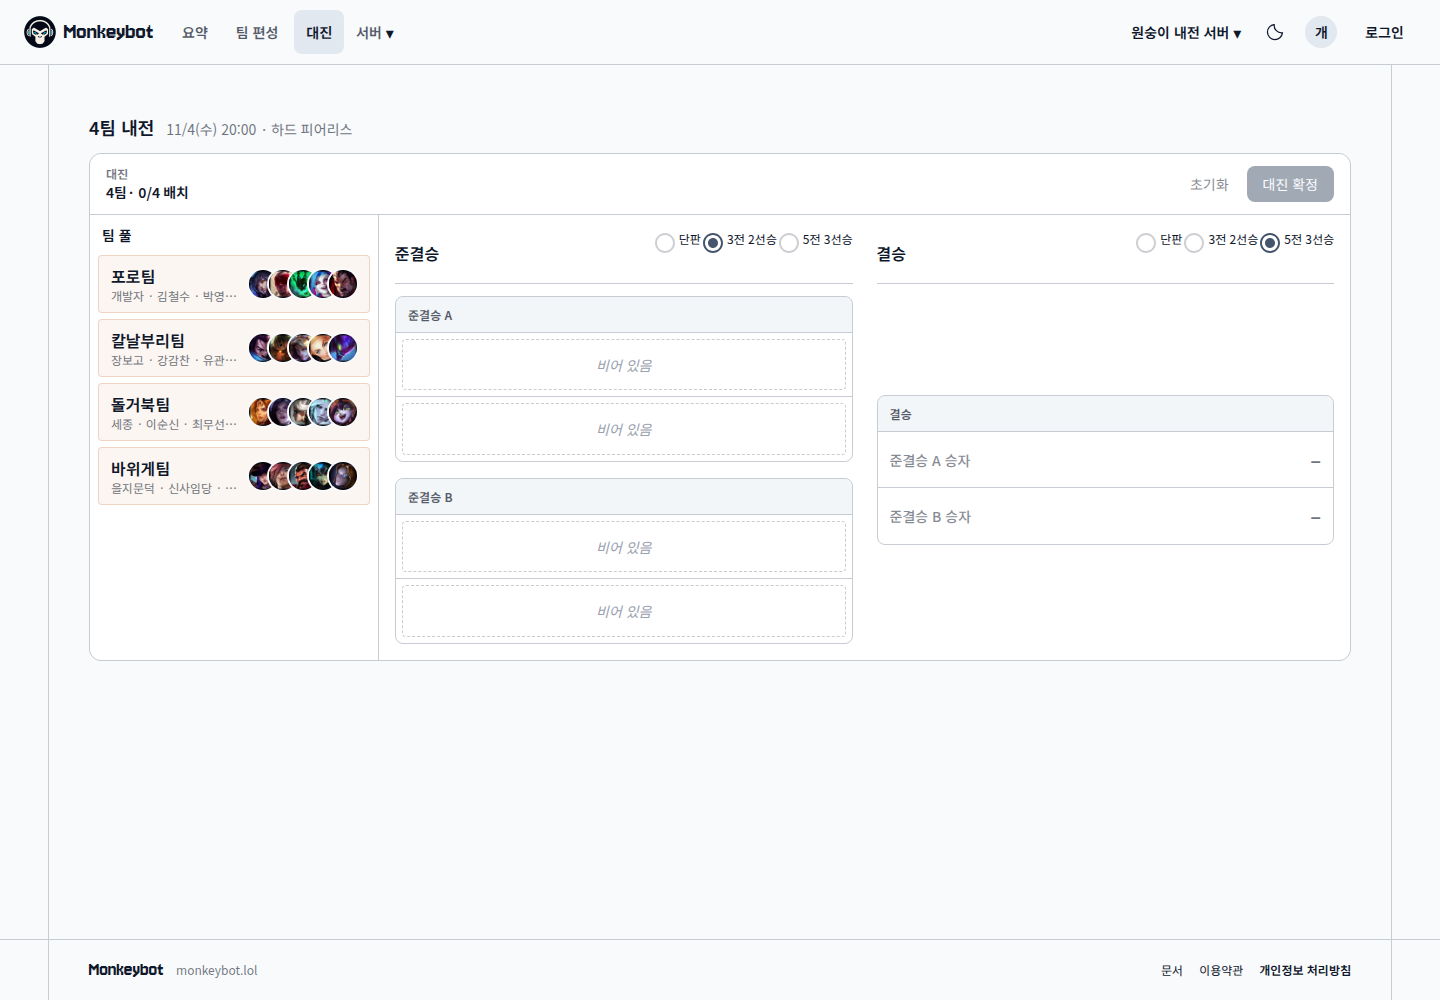 Monkeybot 요약 팀 편성 대진 서버 ▾ 원숭이 내전 서버 ▾ 개 로그인
4팀 내전 11/4(수) 20:00 · 하드 피어리스
대진
4팀 · 0/4 배치
초기화 대진 확정
팀 풀
포로팀
개발자 · 김철수 · 박영…
칼날부리팀
장보고 · 강감찬 · 유관…
돌거북팀
세종 · 이순신 · 최무선…
바위게팀
을지문덕 · 신사임당 · …
준결승 단판 3전 2선승 5전 3선승
준결승 A
비어 있음
비어 있음
준결승 B
비어 있음
비어 있음
결승 단판 3전 2선승 5전 3선승
결승
준결승 A 승자 –
준결승 B 승자 –
Monkeybot monkeybot.lol 문서 이용약관 개인정보 처리방침